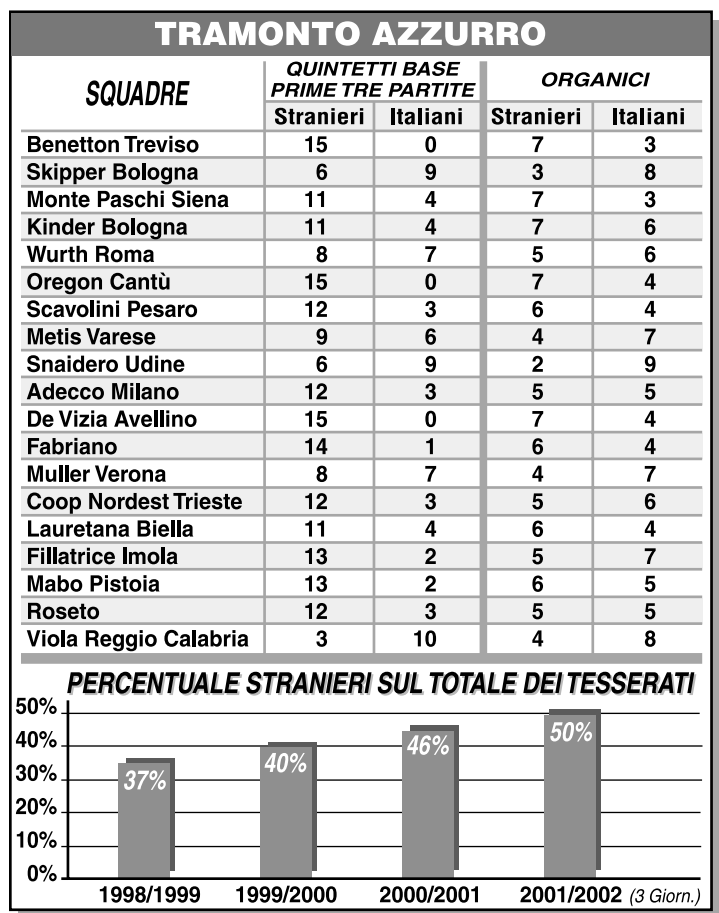 TRAMONTO AZZURRO
SQUADRE
QUINTETTI BASE
PRIME TRE PARTITE
ORGANICI
Stranieri Italiani Stranieri Italiani
Benetton Treviso 15 0 7 3
Skipper Bologna 6 9 3 8
Monte Paschi Siena 11 4 7 3
Kinder Bologna 11 4 7 6
Wurth Roma 8 7 5 6
Oregon Cantù 15 0 7 4
Scavolini Pesaro 12 3 6 4
Metis Varese 9 6 4 7
Snaidero Udine 6 9 2 9
Adecco Milano 12 3 5 5
De Vizia Avellino 15 0 7 4
Fabriano 14 1 6 4
Muller Verona 8 7 4 7
Coop Nordest Trieste 12 3 5 6
Lauretana Biella 11 4 6 4
Fillatrice Imola 13 2 5 7
Mabo Pistoia 13 2 6 5
Roseto 12 3 5 5
Viola Reggio Calabria 3 10 4 8
PERCENTUALE STRANIERI SUL TOTALE DEI TESSERATI
50%
40%
30%
20%
10%
0%
37%
40%
46%
50%
1998/1999 1999/2000 2000/2001 2001/2002 (3 Giorn.)